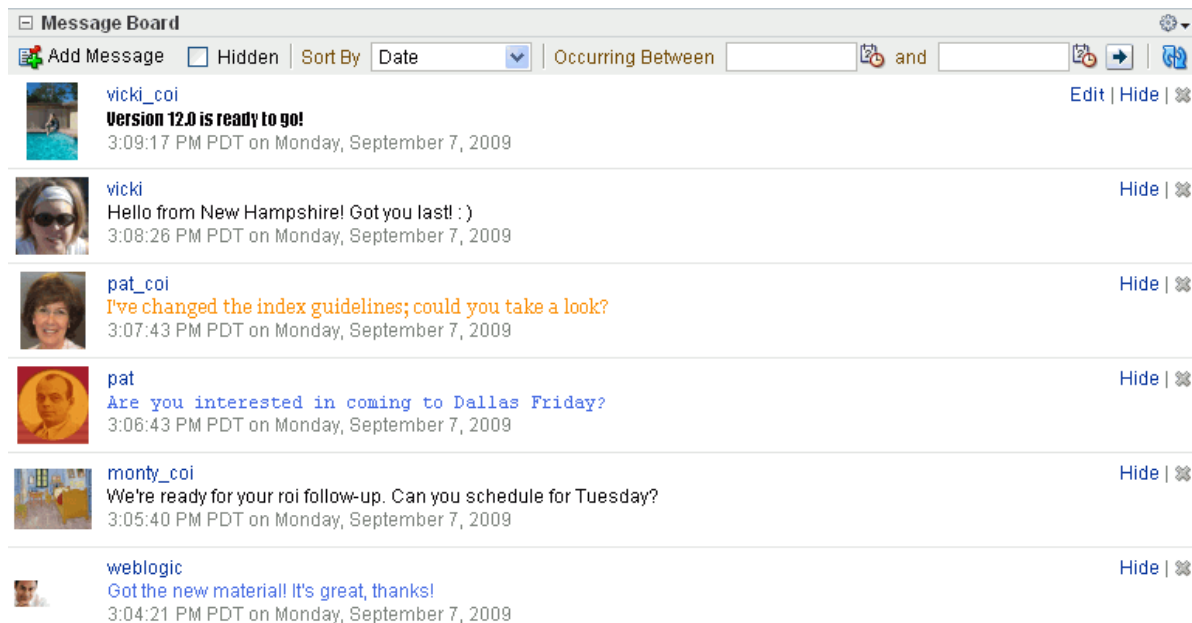 Message Board
Add Message Hidden Sort By Date Occurring Between and
vicki_coi Edit | Hide |
Version 12.0 is ready to go!
3:09:17 PM PDT on Monday, September 7, 2009
vicki Hide |
Hello from New Hampshire! Got you last! : )
3:08:26 PM PDT on Monday, September 7, 2009
pat_coi Hide |
I've changed the index guidelines; could you take a look?
3:07:43 PM PDT on Monday, September 7, 2009
pat Hide |
Are you interested in coming to Dallas Friday?
3:06:43 PM PDT on Monday, September 7, 2009
monty_coi Hide |
We're ready for your roi follow-up. Can you schedule for Tuesday?
3:05:40 PM PDT on Monday, September 7, 2009
weblogic Hide |
Got the new material! It's great, thanks!
3:04:21 PM PDT on Monday, September 7, 2009